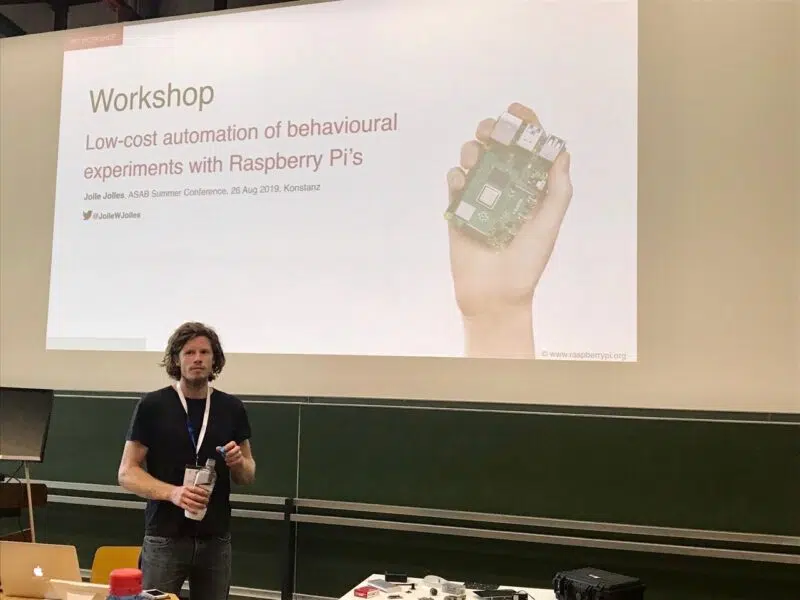 Workshop
Low-cost automation of behavioural
experiments with Raspberry Pi's
Jolle Jolles, ASAB Summer Conference, 26 Aug 2019, Konstanz
@JolleWJolles
© www.raspberrypi.org